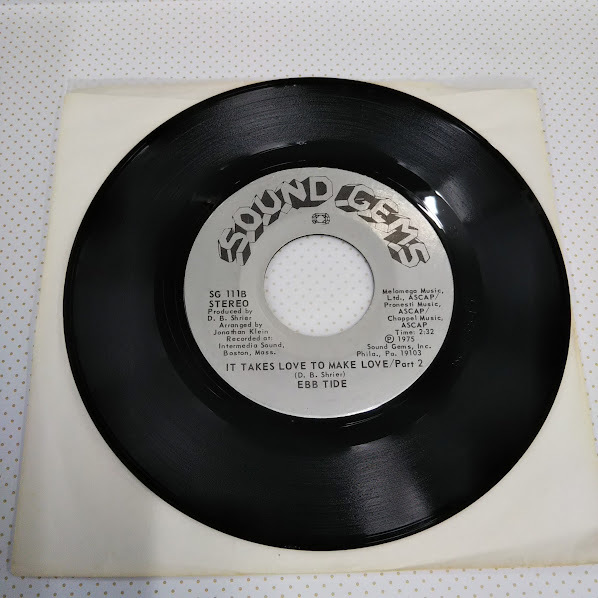 SOUND GEMS
SG 111B
STEREO
Produced by
D. B. Shrier
Arranged by
Jonathan Klein
Recorded at:
Intermedia Sound,
Boston, Mass.
Melomega Music,
Ltd., ASCAP/
Pronesti Music,
ASCAP/
Chappel Music,
ASCAP
Time: 2:32
Ⓟ 1975
Sound Gems, Inc.
Phila., Pa. 19103
IT TAKES LOVE TO MAKE LOVE/Part 2
(D. B. Shrier)
EBB TIDE